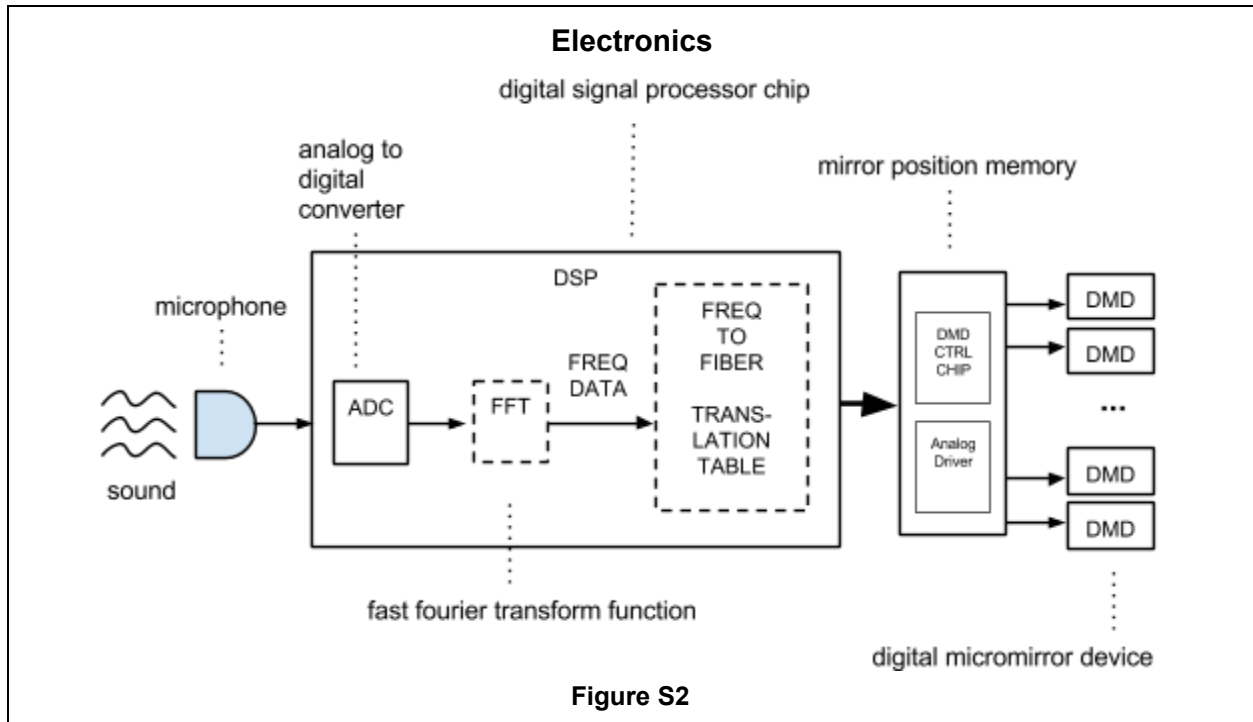 Electronics
digital signal processor chip
analog to
digital
converter
mirror position memory
microphone
DSP
FREQ
TO
FIBER
TRANS-
LATION
TABLE
FREQ
DATA
ADC
FFT
DMD
CTRL
CHIP
Analog
Driver
DMD
DMD
...
DMD
DMD
sound
fast fourier transform function
digital micromirror device
Figure S2